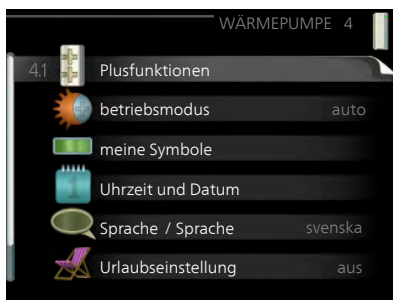 WÄRMEPUMPE 4
4.1 Plusfunktionen
betriebsmodus auto
meine Symbole
Uhrzeit und Datum
Sprache / Sprache svenska
Urlaubseinstellung aus